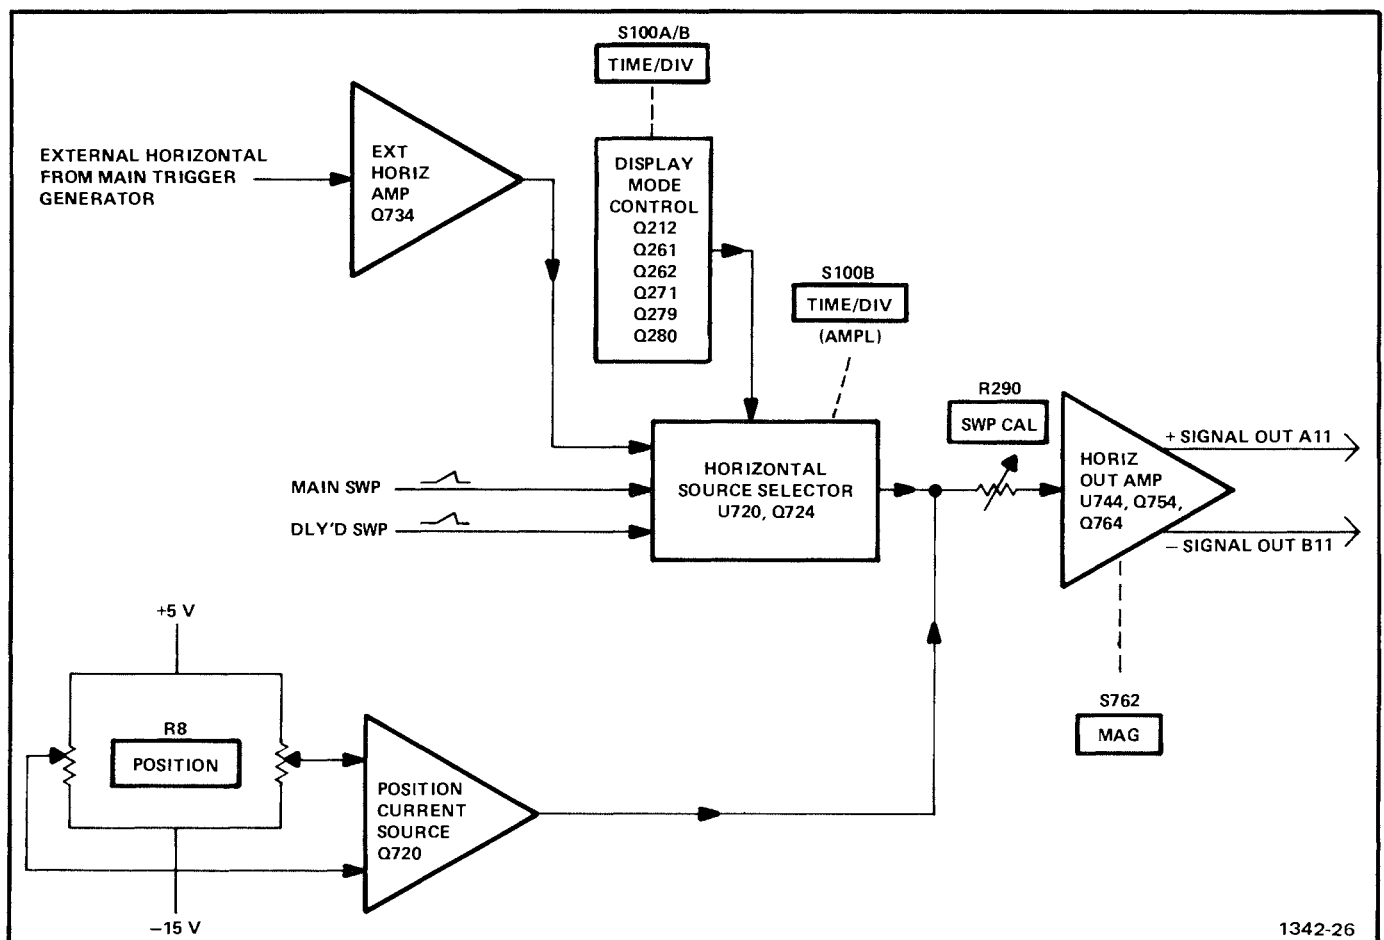 S100A/B
TIME/DIV
EXTERNAL HORIZONTAL
FROM MAIN TRIGGER
GENERATOR
EXT
HORIZ
AMP
Q734
DISPLAY
MODE
CONTROL
Q212
Q261
Q262
Q271
Q279
Q280
S100B
TIME/DIV
(AMPL)
MAIN SWP
DLY'D SWP
HORIZONTAL
SOURCE SELECTOR
U720, Q724
R290
SWP CAL
HORIZ
OUT AMP
U744, Q754,
Q764
+ SIGNAL OUT A11
− SIGNAL OUT B11
S762
MAG
+5 V
R8
POSITION
−15 V
POSITION
CURRENT
SOURCE
Q720
1342-26